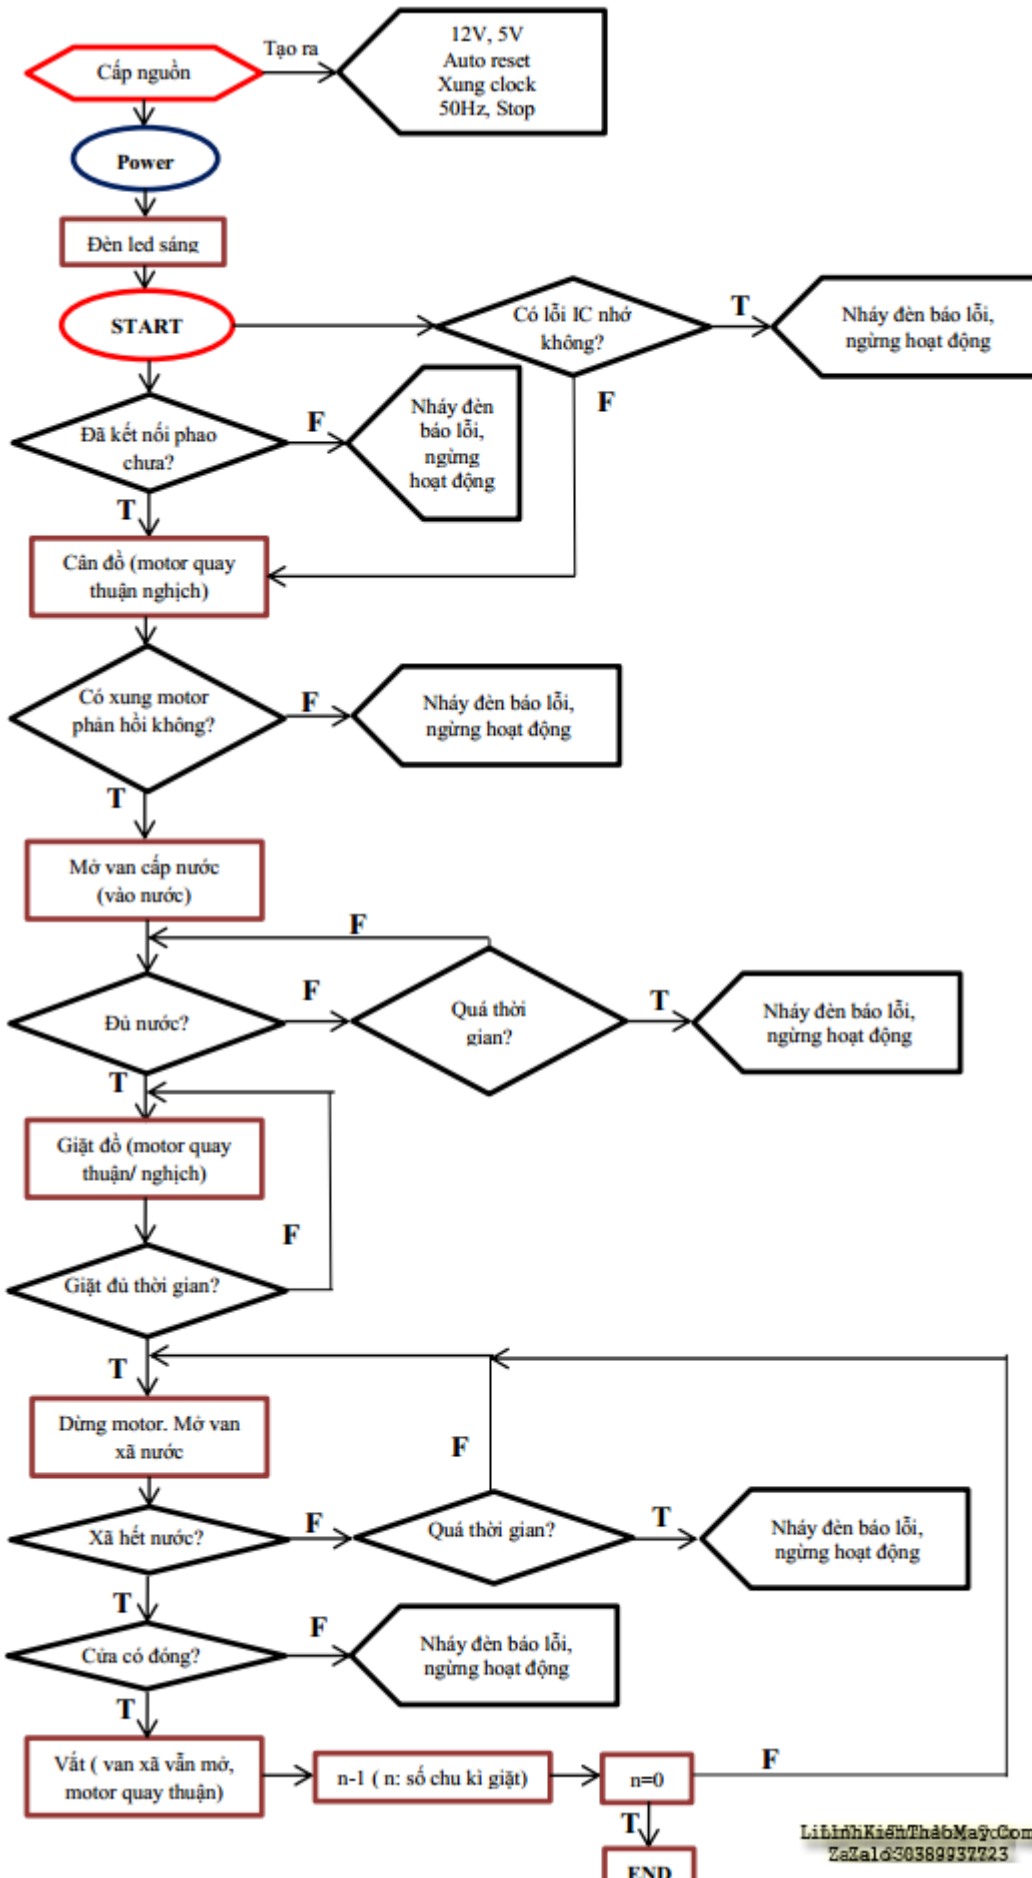 Cấp nguồn
Tạo ra
12V, 5V
Auto reset
Xung clock
50Hz, Stop
Power
Đèn led sáng
START
Có lỗi IC nhớ
không?
T
Nháy đèn báo lỗi,
ngừng hoạt động
F
Đã kết nối phao
chưa?
F
Nháy đèn
báo lỗi,
ngừng
hoạt động
T
Cân đồ (motor quay
thuận nghịch)
Có xung motor
phản hồi không?
F
Nháy đèn báo lỗi,
ngừng hoạt động
T
Mở van cấp nước
(vào nước)
F
Đủ nước?
F
Quá thời
gian?
T
Nháy đèn báo lỗi,
ngừng hoạt động
T
Giặt đồ (motor quay
thuận/ nghịch)
F
Giặt đủ thời gian?
T
Dừng motor. Mở van
xã nước
F
Xã hết nước?
F
Quá thời gian?
T
Nháy đèn báo lỗi,
ngừng hoạt động
T
Cửa có đóng?
F
Nháy đèn báo lỗi,
ngừng hoạt động
T
Vắt ( van xã vẫn mở,
motor quay thuận)
n-1 ( n: số chu kì giặt)
n=0
F
T
END